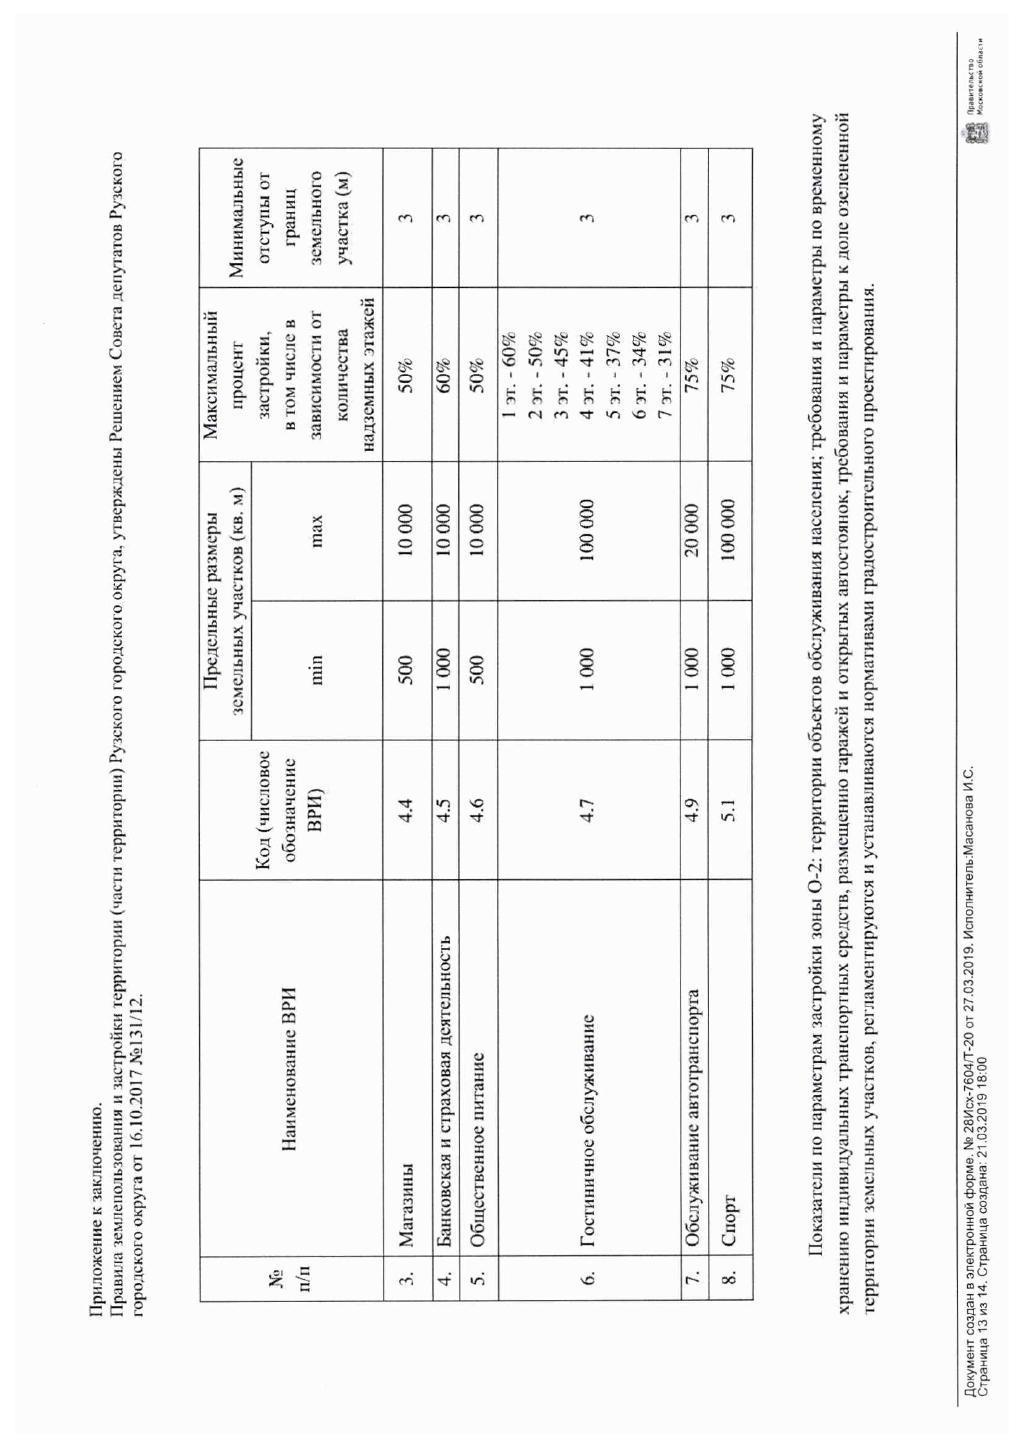 Приложение к заключению.
Правила землепользования и застройки территории (части территории) Рузского городского округа, утверждены Решением Совета депутатов Рузского
городского округа от 16.10.2017 №131/12.
№ п/п
Наименование ВРИ
Код (числовое обозначение ВРИ)
Предельные размеры земельных участков (кв. м)
min
max
Максимальный процент застройки, в том числе в зависимости от количества надземных этажей
Минимальные отступы от границ земельного участка (м)
3. Магазины 4.4 500 10 000 50% 3
4. Банковская и страховая деятельность 4.5 1 000 10 000 60% 3
5. Общественное питание 4.6 500 10 000 50% 3
6. Гостиничное обслуживание 4.7 1 000 100 000
1 эт. - 60%
2 эт. - 50%
3 эт. - 45%
4 эт. - 41%
5 эт. - 37%
6 эт. - 34%
7 эт. - 31%
3
7. Обслуживание автотранспорта 4.9 1 000 20 000 75% 3
8. Спорт 5.1 1 000 100 000 75% 3
Показатели по параметрам застройки зоны О-2: территории объектов обслуживания населения; требования и параметры по временному
хранению индивидуальных транспортных средств, размещению гаражей и открытых автостоянок, требования и параметры к доле озелененной
территории земельных участков, регламентируются и устанавливаются нормативами градостроительного проектирования.
Документ создан в электронной форме. № 28Исх-7604/Т-20 от 27.03.2019. Исполнитель:Масанова И.С.
Страница 13 из 14. Страница создана: 21.03.2019 18:00
Правительство
Московской области